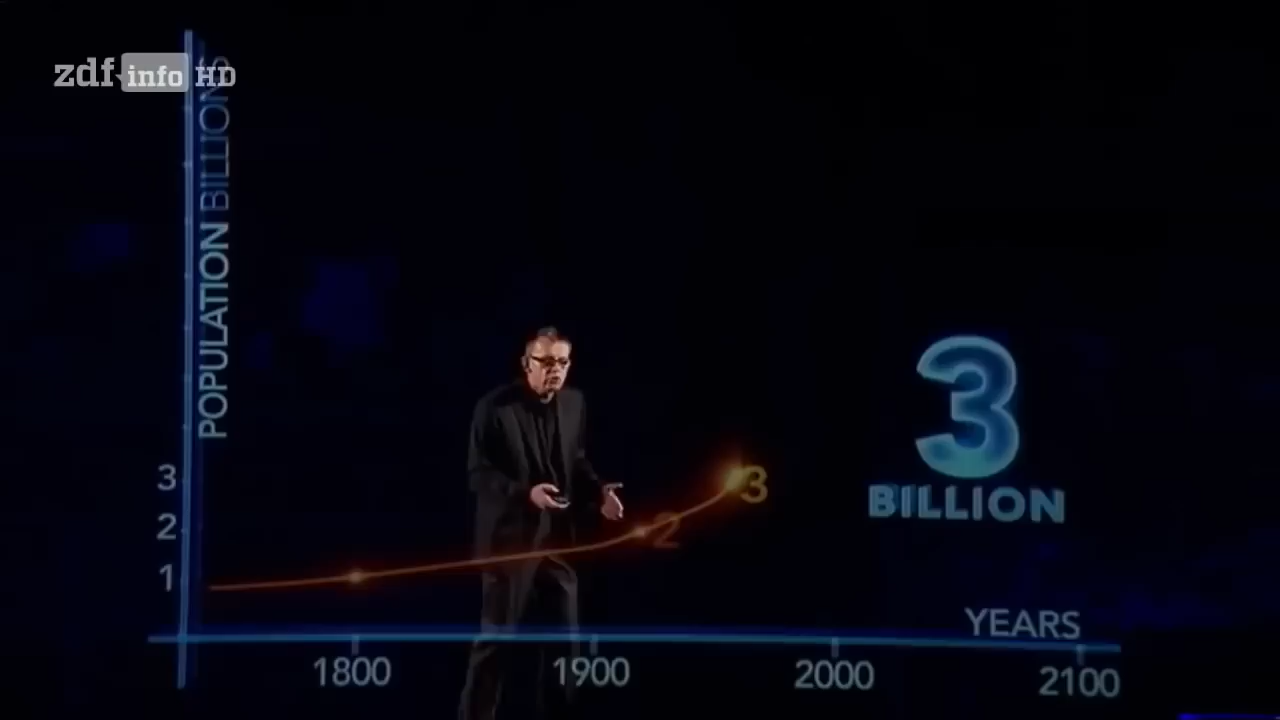 zdf info HD
POPULATION BILLIONS
3
2
1
2
3
3
BILLION
YEARS
1800
1900
2000
2100